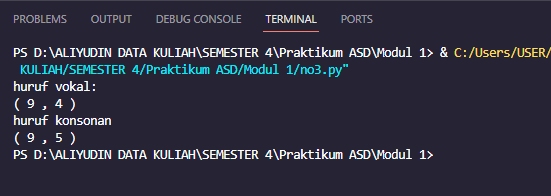 PROBLEMS OUTPUT DEBUG CONSOLE TERMINAL PORTS
PS D:\ALIYUDIN DATA KULIAH\SEMESTER 4\Praktikum ASD\Modul 1> & C:/Users/USER/
KULIAH/SEMESTER 4/Praktikum ASD/Modul 1/no3.py"
huruf vokal:
( 9 , 4 )
huruf konsonan
( 9 , 5 )
PS D:\ALIYUDIN DATA KULIAH\SEMESTER 4\Praktikum ASD\Modul 1>